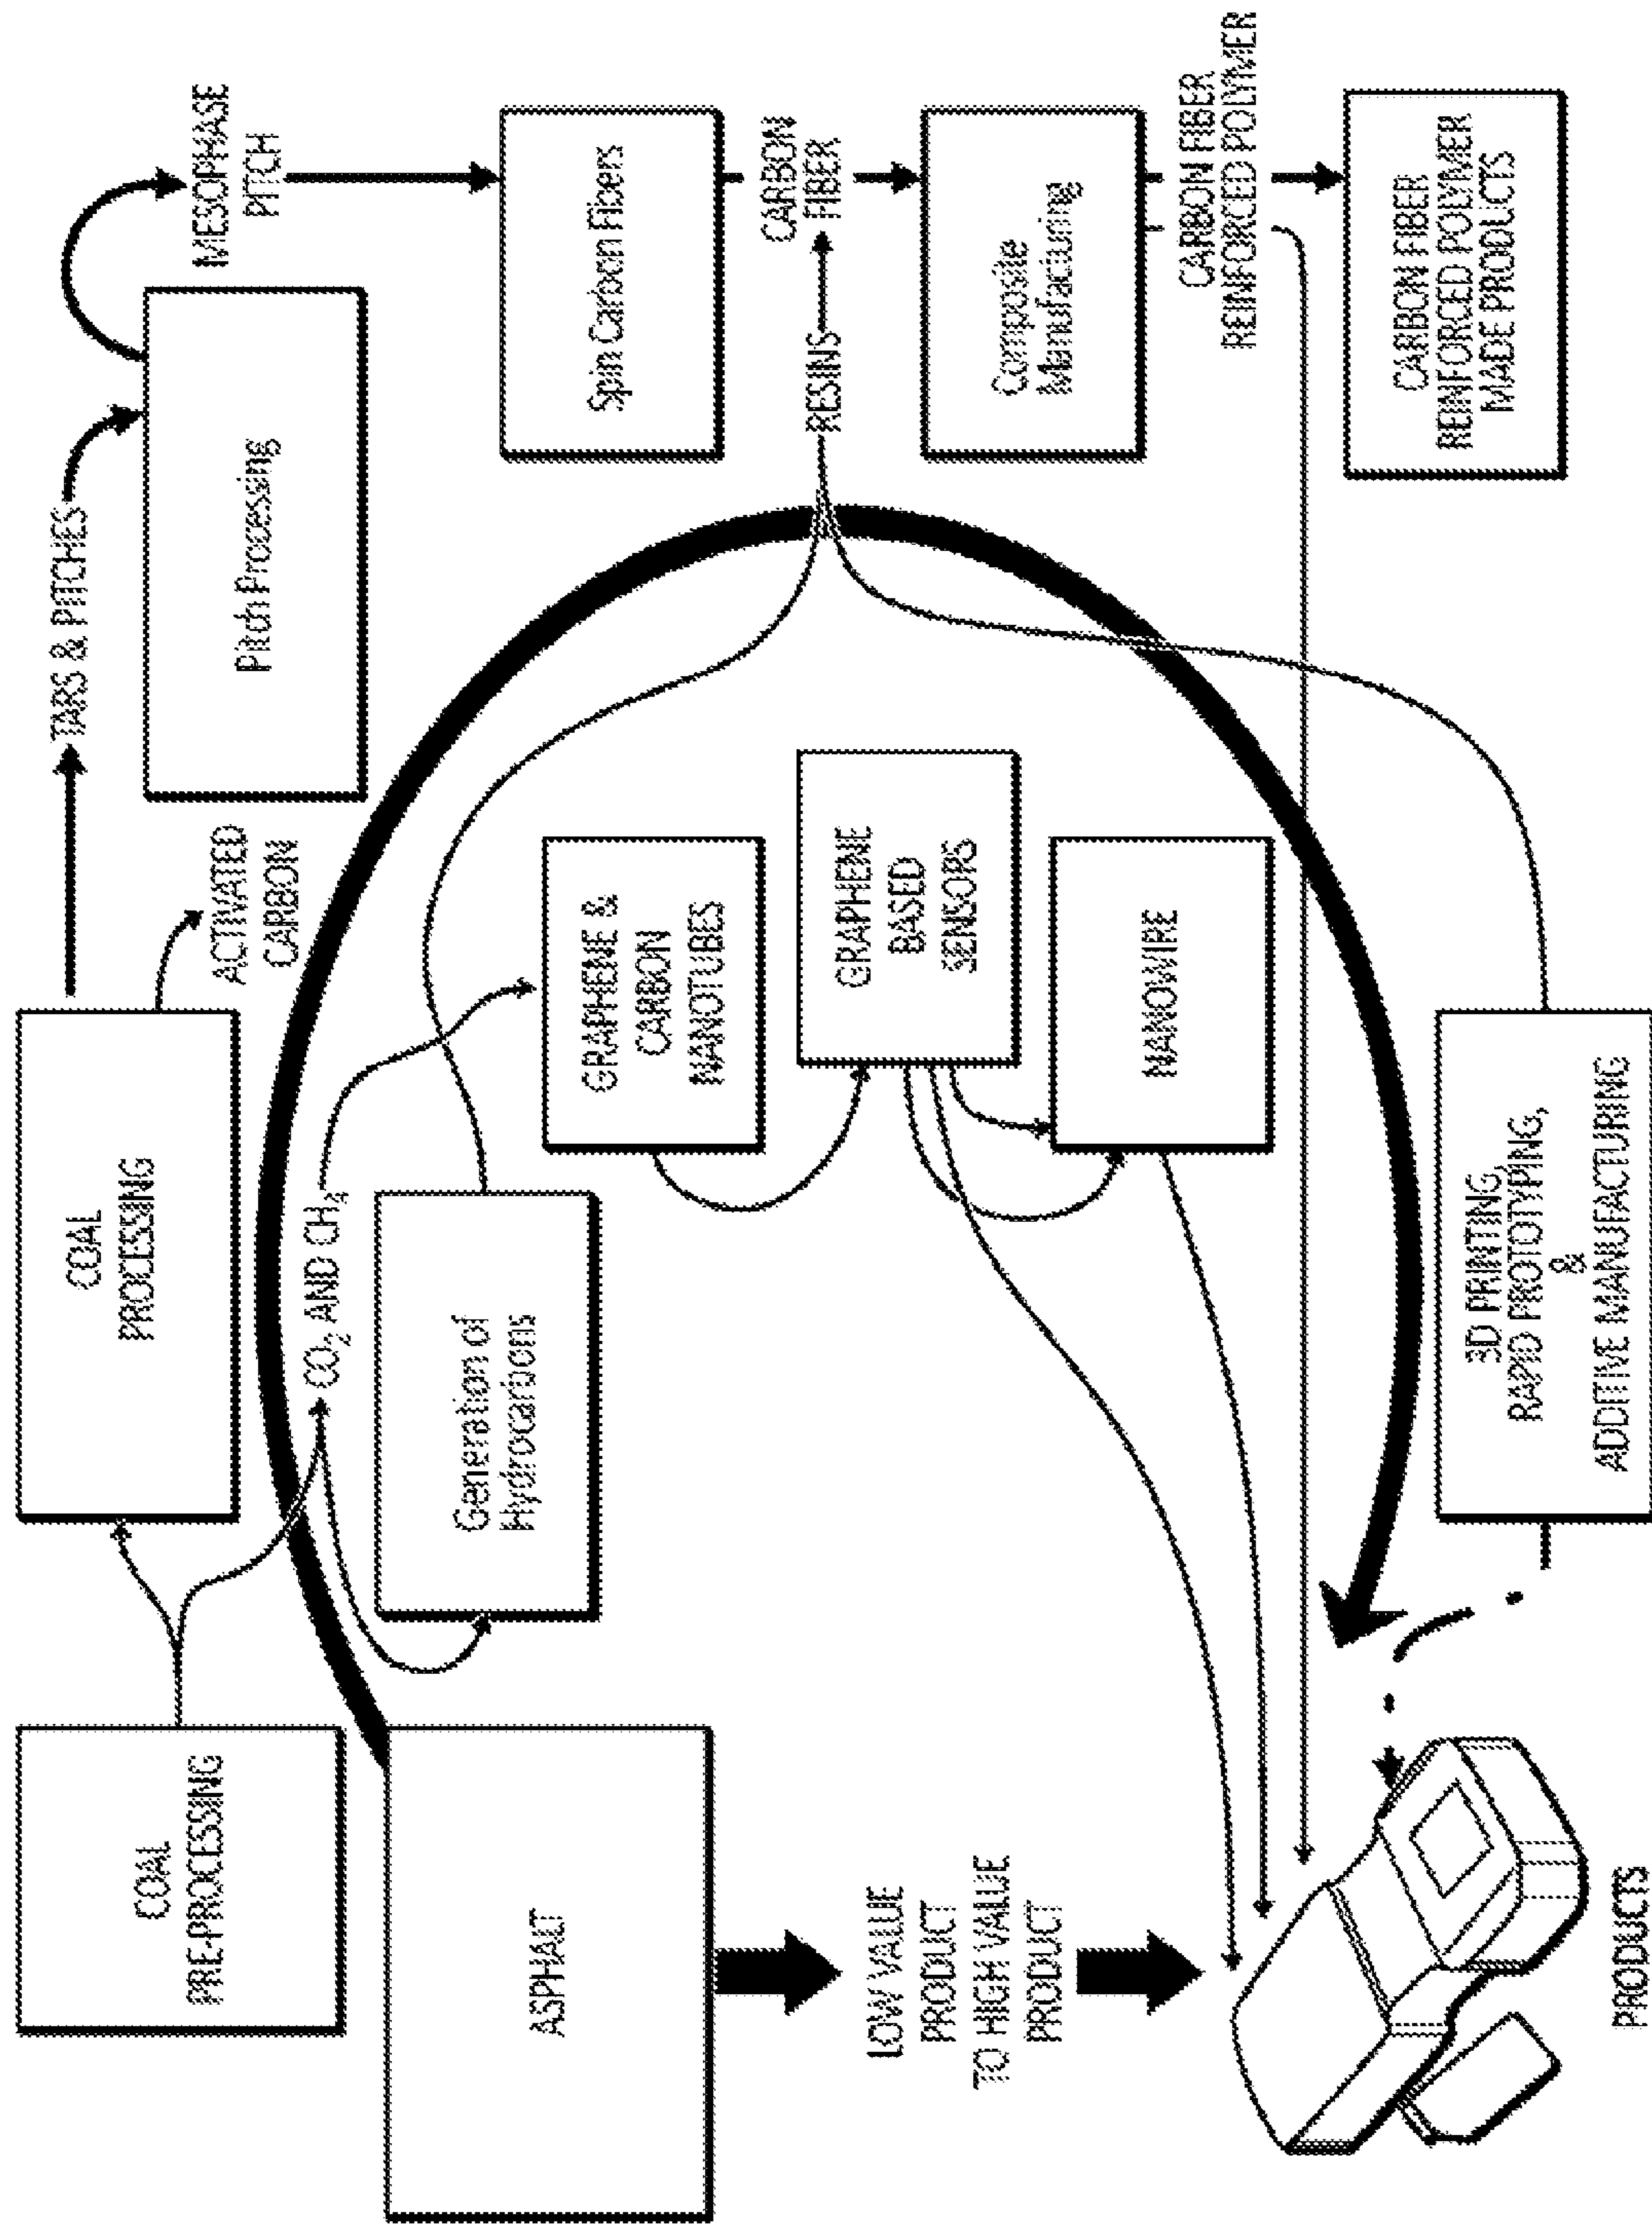 COAL
PRE-PROCESSING
COAL
PROCESSING
TARS & PITCHES
ACTIVATED
CARBON
Pitch Processing
MESOPHASE
PITCH
ASPHALT
CO₂ AND CH₄
Generation of
Hydrocarbons
GRAPHENE &
CARBON
NANOTUBES
Spin Carbon Fibers
CARBON
FIBER
RESINS
LOW VALUE
PRODUCT
TO HIGH VALUE
PRODUCT
GRAPHENE
BASED
SENSORS
NANOWIRE
Composite
Manufacturing
CARBON FIBER
REINFORCED POLYMER
CARBON FIBER
REINFORCED POLYMER
MADE PRODUCTS
3D PRINTING,
RAPID PROTOTYPING,
&
ADDITIVE MANUFACTURING
PRODUCTS